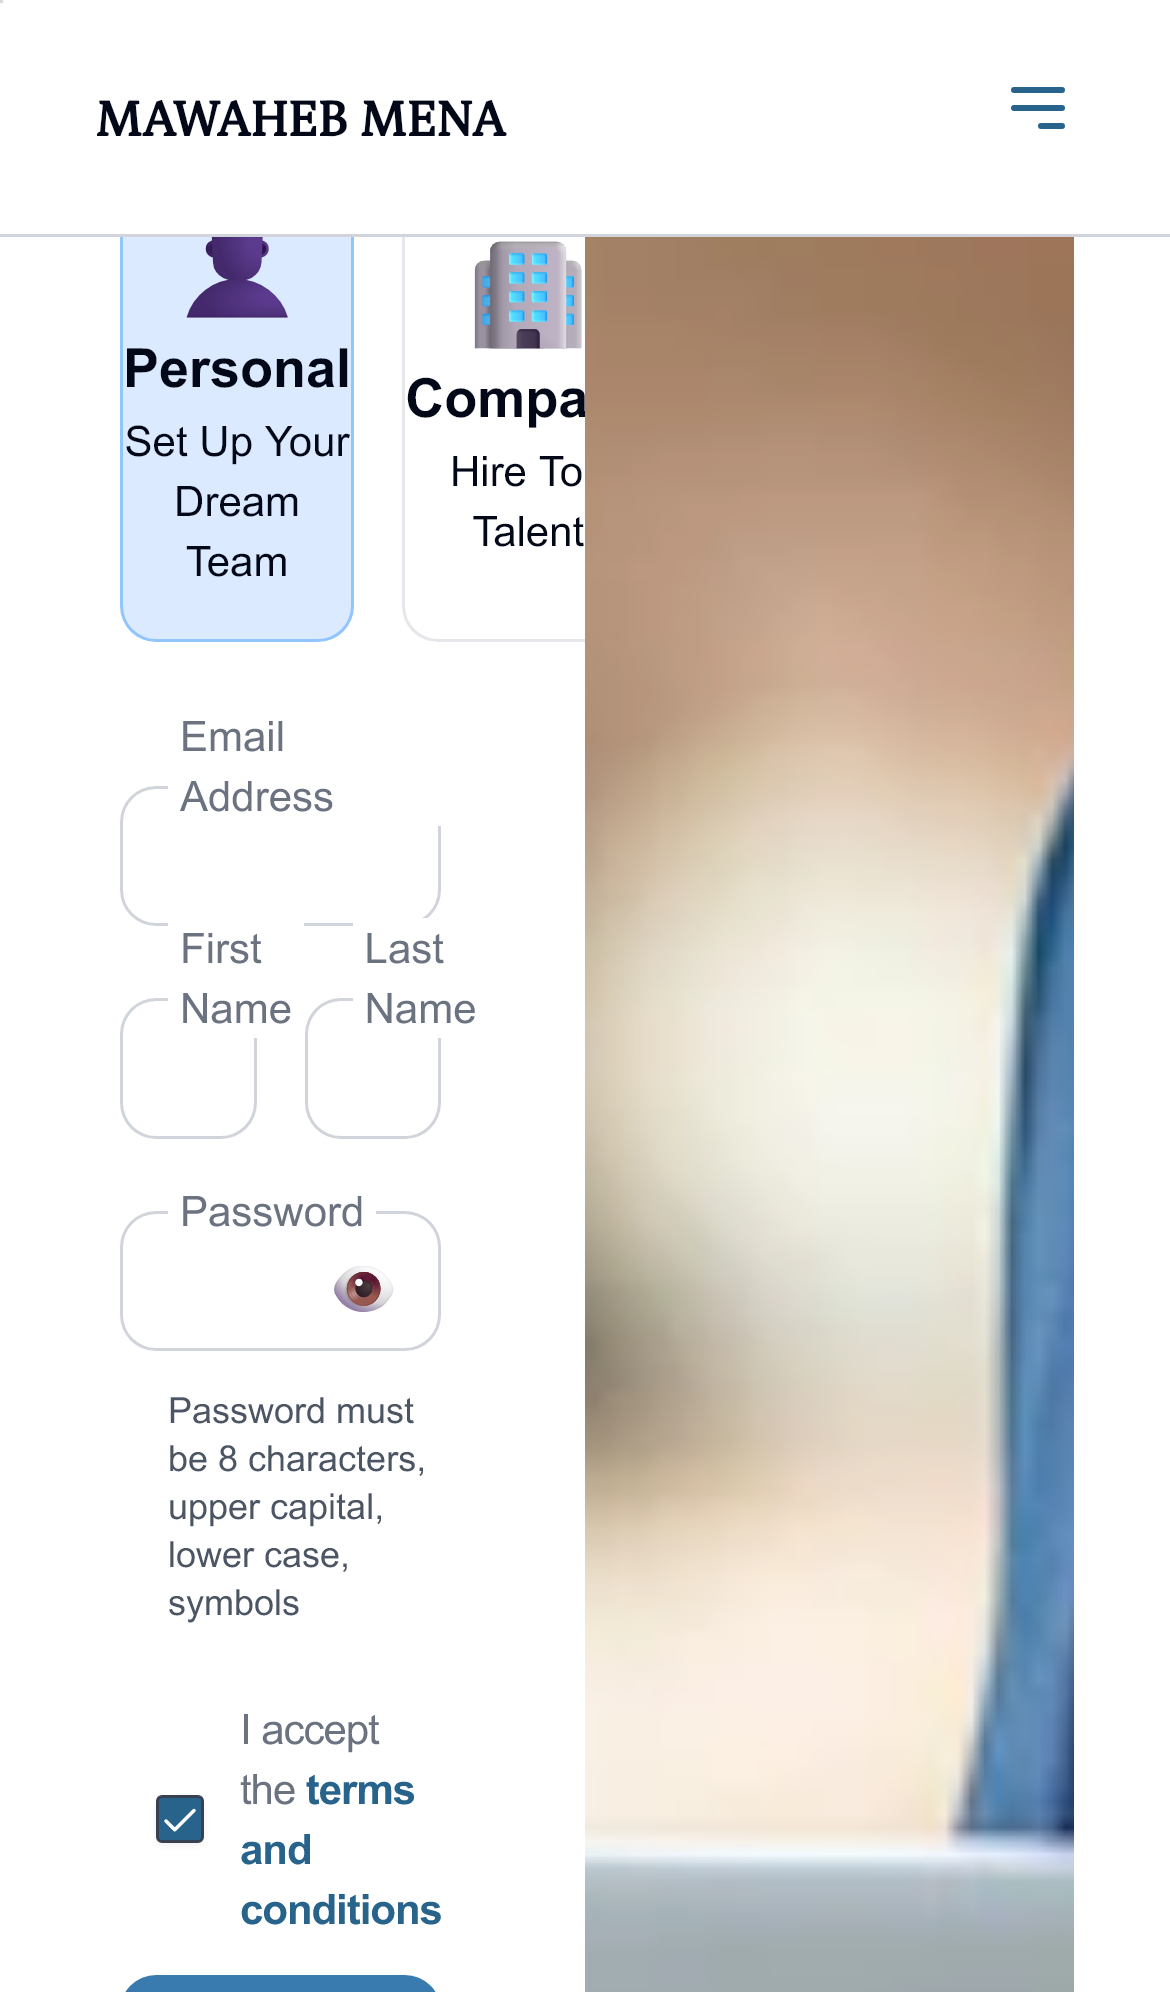 MAWAHEB MENA
Personal
Set Up Your
Dream
Team
Compa
Hire To
Talent
Email
Address
First
Name
Last
Name
Password
Password must
be 8 characters,
upper capital,
lower case,
symbols
I accept
the terms
and
conditions